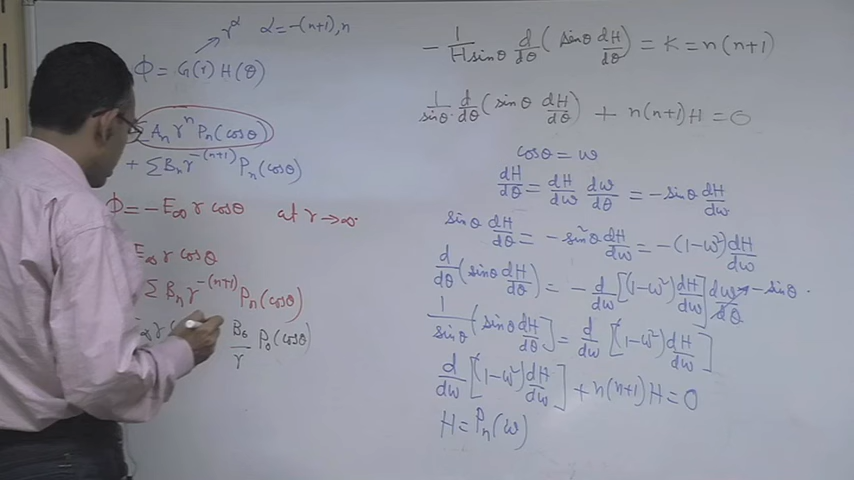 r^α α = -(n+1), n
Φ = G(r) H(θ)
Σ A_n r^n P_n(cosθ)
+ Σ B_n r^{-(n+1)} P_n(cosθ)
Φ = -E_∞ r cosθ at r → ∞.
E_∞ r cosθ
Σ B_n r^{-(n+1)} P_n(cosθ)
B_0/r P_0(cosθ)
-1/(H sinθ) d/dθ (sinθ dH/dθ) = K = n(n+1)
1/sinθ · d/dθ (sinθ dH/dθ) + n(n+1)H = 0
cosθ = w
dH/dθ = dH/dw dw/dθ = -sinθ dH/dw
sinθ dH/dθ = -sin²θ dH/dw = -(1-w²) dH/dw
d/dθ (sinθ dH/dθ) = -d/dw [(1-w²) dH/dw] dw/dθ → -sinθ.
1/sinθ (sinθ dH/dθ] = d/dw [(1-w²) dH/dw]
d/dw [(1-w²) dH/dw] + n(n+1)H = 0
H = P_n(w)